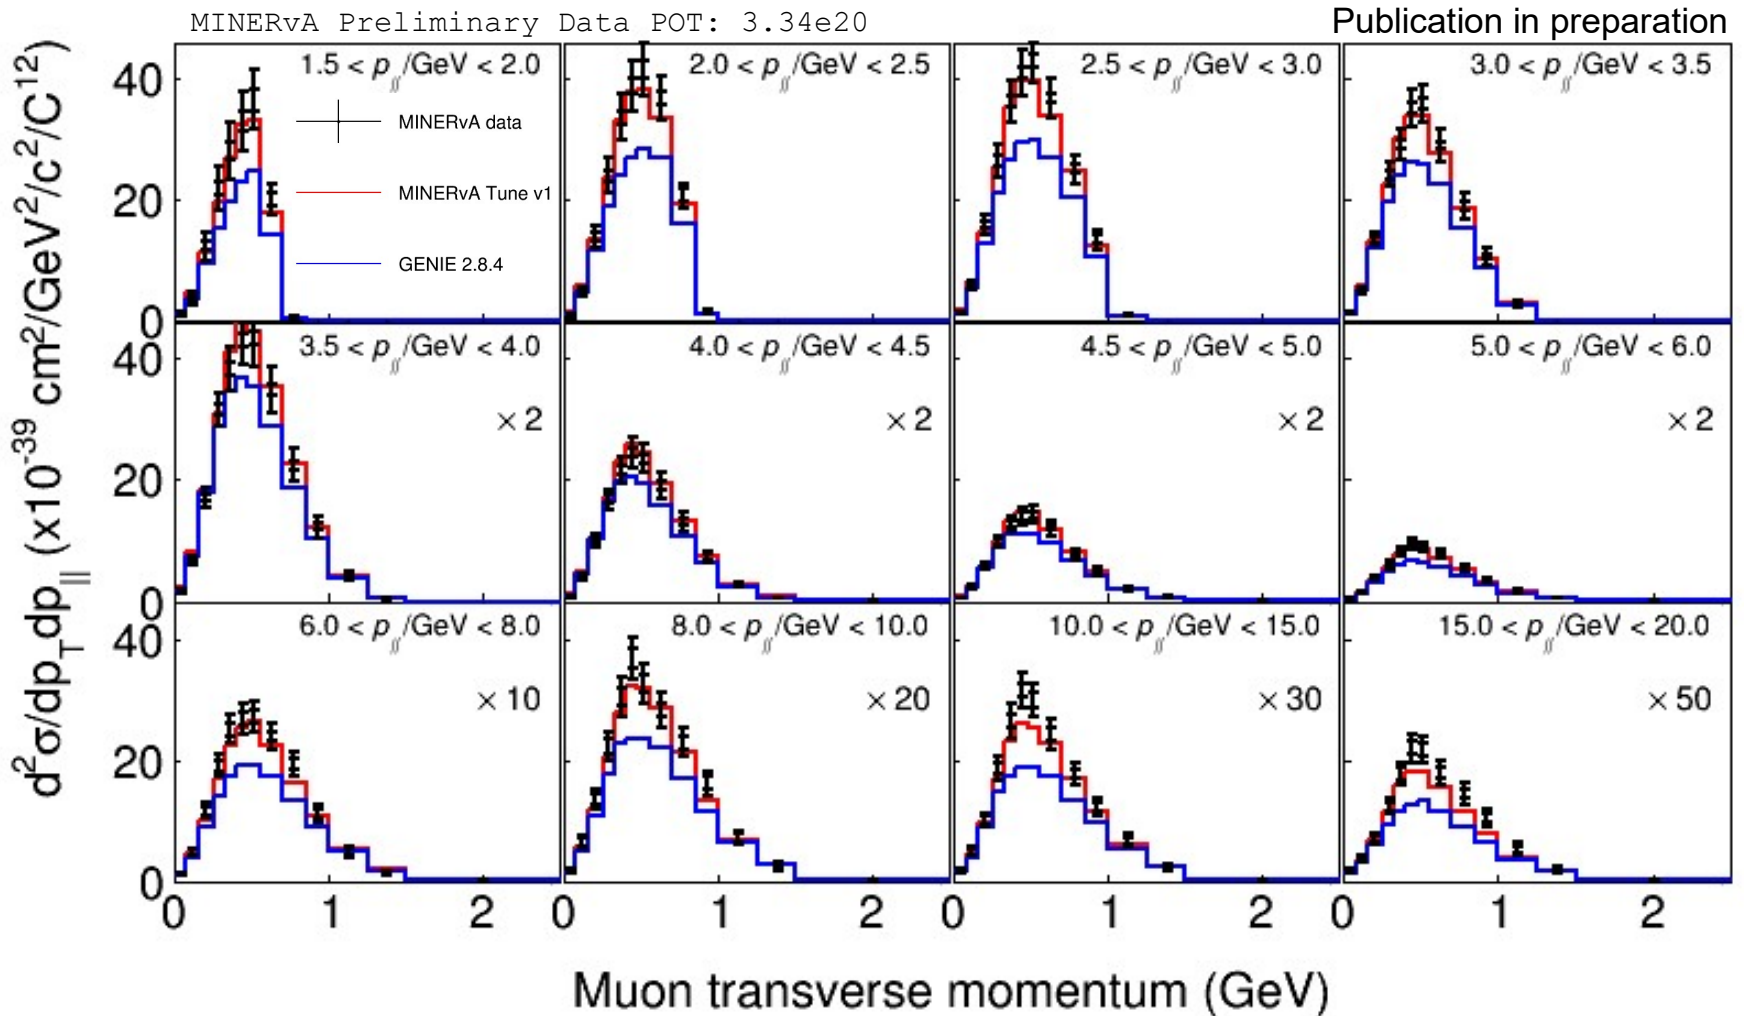 MINERvA Preliminary Data POT: 3.34e20
Publication in preparation
d²σ/dp_T dp_|| (x10⁻³⁹ cm²/GeV²/c²/C¹²)
1.5 < p_∥/GeV < 2.0
2.0 < p_∥/GeV < 2.5
2.5 < p_∥/GeV < 3.0
3.0 < p_∥/GeV < 3.5
MINERvA data
MINERvA Tune v1
GENIE 2.8.4
40
20
0
3.5 < p_∥/GeV < 4.0
4.0 < p_∥/GeV < 4.5
4.5 < p_∥/GeV < 5.0
5.0 < p_∥/GeV < 6.0
× 2
× 2
× 2
× 2
40
20
0
6.0 < p_∥/GeV < 8.0
8.0 < p_∥/GeV < 10.0
10.0 < p_∥/GeV < 15.0
15.0 < p_∥/GeV < 20.0
× 10
× 20
× 30
× 50
40
20
0
0 1 2 0 1 2 0 1 2 0 1 2
Muon transverse momentum (GeV)